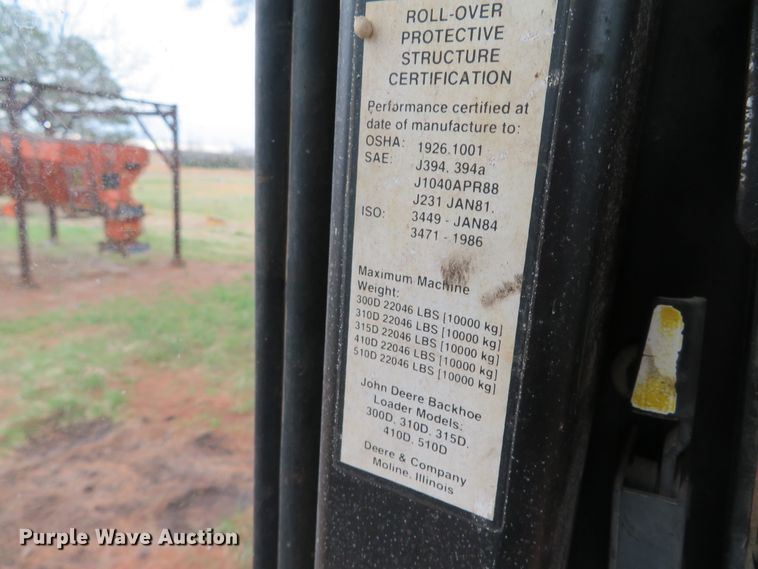 ROLL-OVER
PROTECTIVE
STRUCTURE
CERTIFICATION
Performance certified at
date of manufacture to:
OSHA: 1926.1001
SAE: J394, 394a
J1040APR88
J231 JAN81,
ISO: 3449 - JAN84
3471 - 1986
Maximum Machine
Weight:
300D 22046 LBS [10000 kg]
310D 22046 LBS [10000 kg]
315D 22046 LBS [10000 kg]
410D 22046 LBS [10000 kg]
510D 22046 LBS [10000 kg]
John Deere Backhoe
Loader Models:
300D, 310D, 315D,
410D, 510D
Deere & Company
Moline, Illinois
Purple Wave Auction